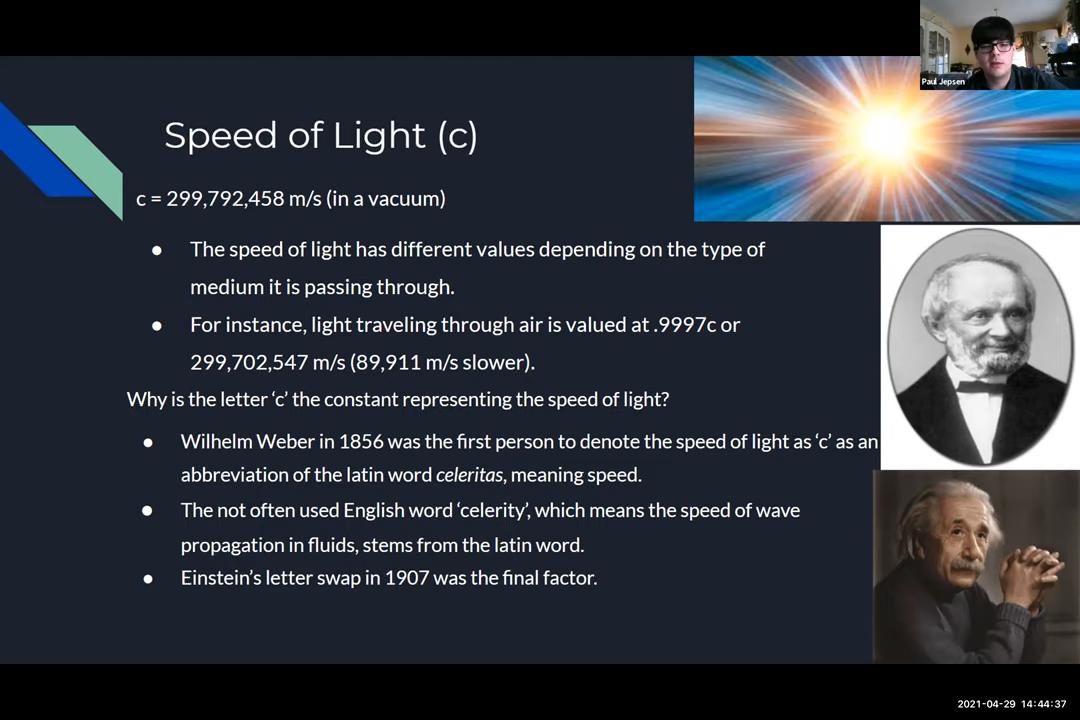 Paul Jepsen
Speed of Light (c)
c = 299,792,458 m/s (in a vacuum)
● The speed of light has different values depending on the type of
medium it is passing through.
● For instance, light traveling through air is valued at .9997c or
299,702,547 m/s (89,911 m/s slower).
Why is the letter ‘c’ the constant representing the speed of light?
● Wilhelm Weber in 1856 was the first person to denote the speed of light as ‘c’ as an
abbreviation of the latin word celeritas, meaning speed.
● The not often used English word ‘celerity’, which means the speed of wave
propagation in fluids, stems from the latin word.
● Einstein’s letter swap in 1907 was the final factor.
2021-04-29 14:44:37